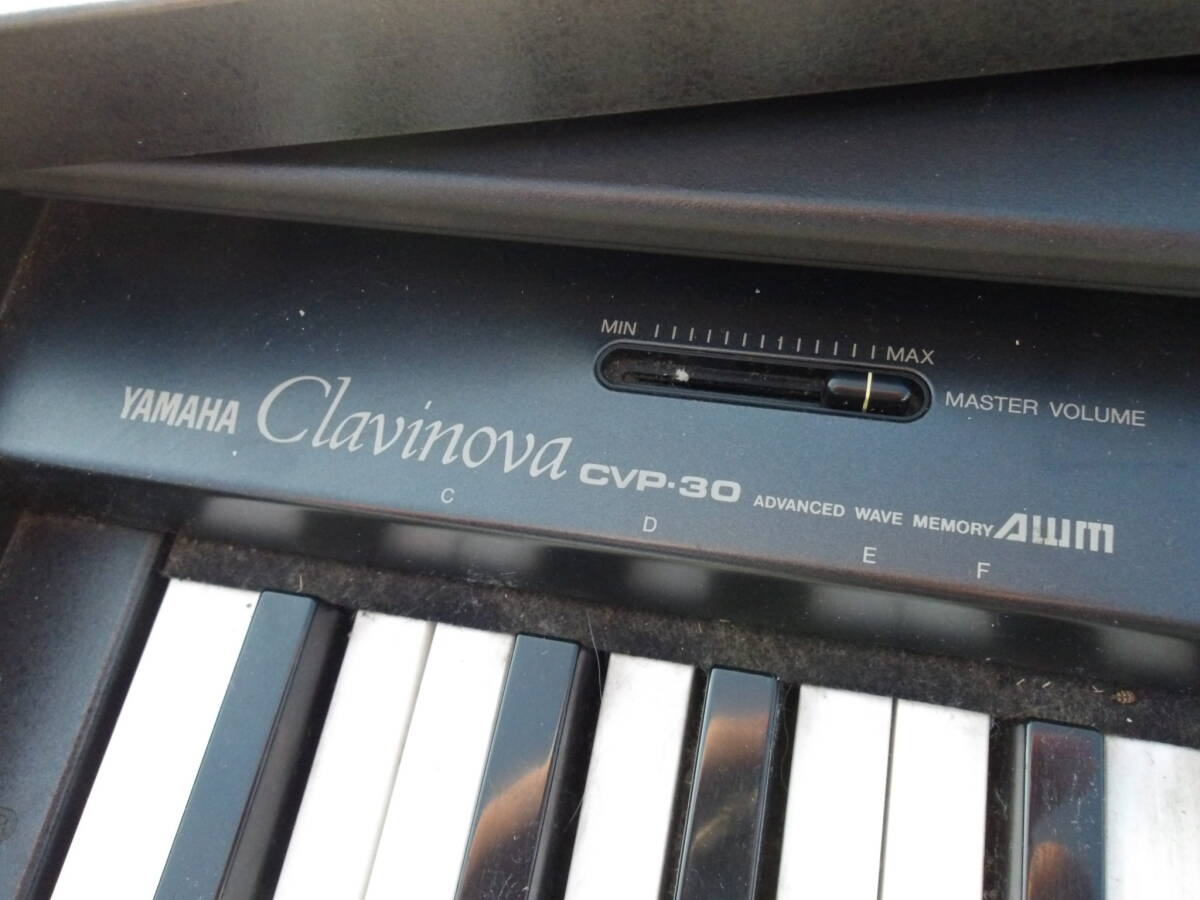 MIN MAX
MASTER VOLUME
YAMAHA Clavinova CVP-30 ADVANCED WAVE MEMORY AWM
C D E F